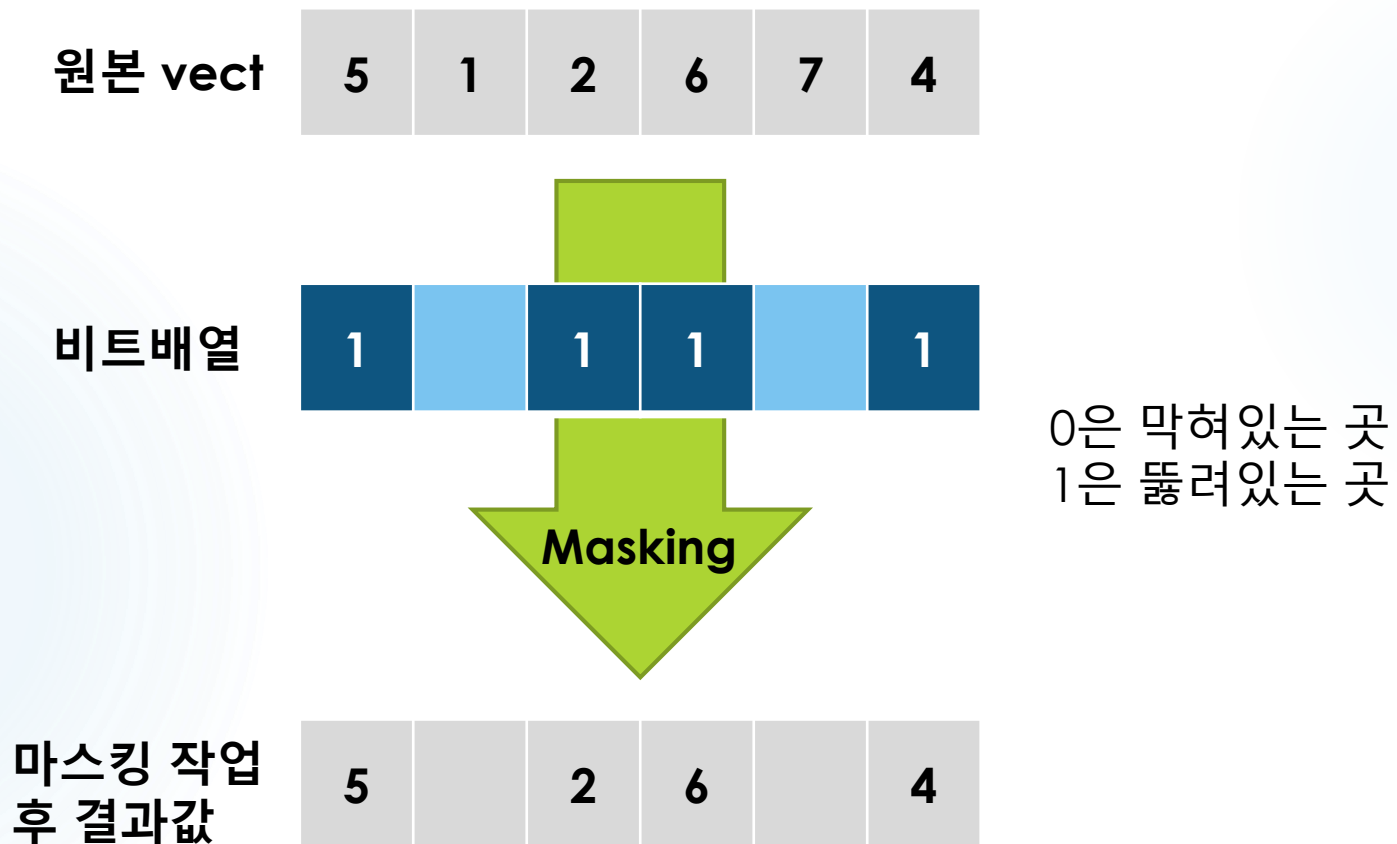 원본 vect 5 1 2 6 7 4
비트배열 1 1 1 1
0은 막혀있는 곳
1은 뚫려있는 곳
Masking
마스킹 작업
후 결과값 5 2 6 4